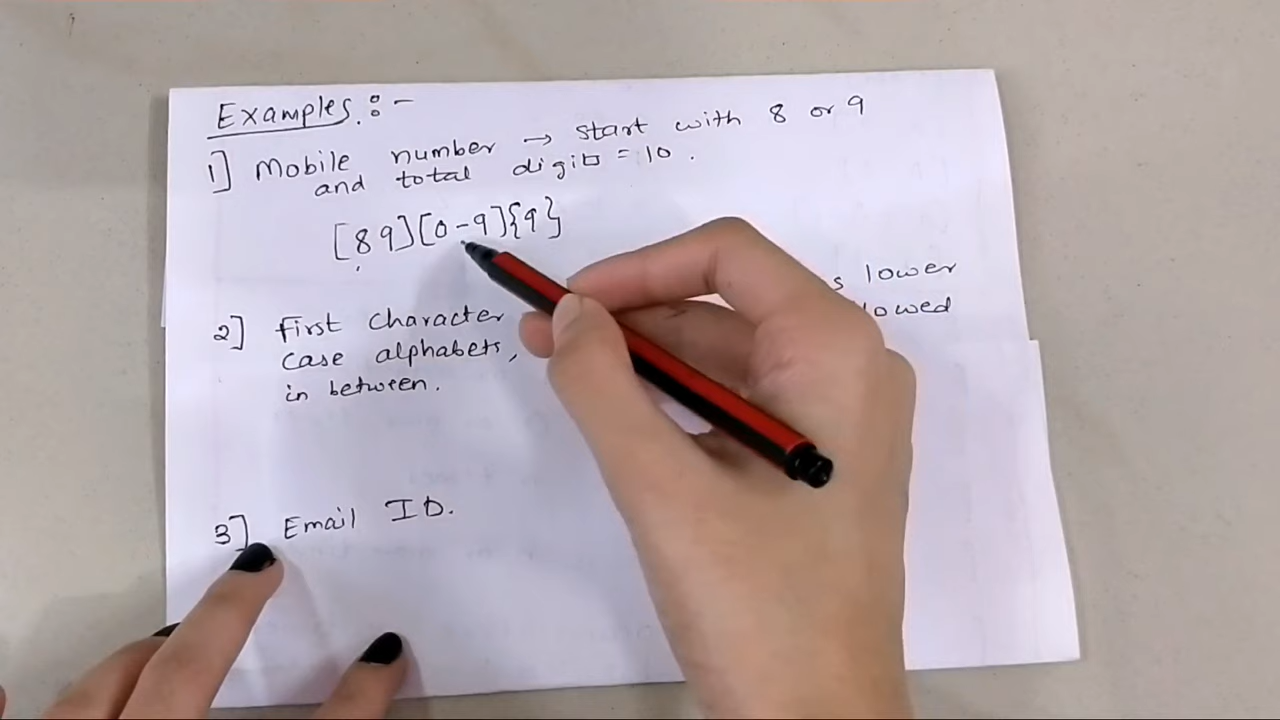 Examples :-
1] Mobile number → start with 8 or 9
and total digits = 10.
[89][0-9]{9}
2] first character lower
case alphabets, lowed
in between.
3] Email ID.